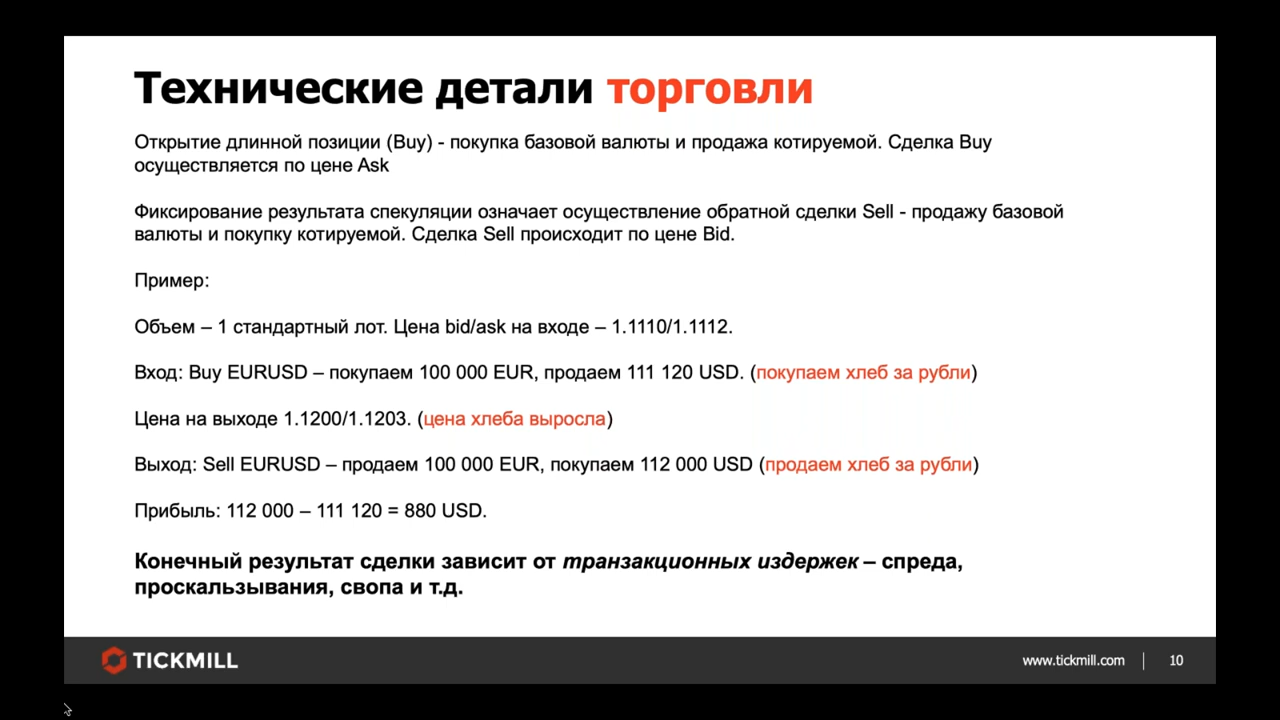 Технические детали торговли
Открытие длинной позиции (Buy) - покупка базовой валюты и продажа котируемой. Сделка Buy
осуществляется по цене Ask
Фиксирование результата спекуляции означает осуществление обратной сделки Sell - продажу базовой
валюты и покупку котируемой. Сделка Sell происходит по цене Bid.
Пример:
Объем – 1 стандартный лот. Цена bid/ask на входе – 1.1110/1.1112.
Вход: Buy EURUSD – покупаем 100 000 EUR, продаем 111 120 USD. (покупаем хлеб за рубли)
Цена на выходе 1.1200/1.1203. (цена хлеба выросла)
Выход: Sell EURUSD – продаем 100 000 EUR, покупаем 112 000 USD (продаем хлеб за рубли)
Прибыль: 112 000 – 111 120 = 880 USD.
Конечный результат сделки зависит от транзакционных издержек – спреда,
проскальзывания, свопа и т.д.
TICKMILL
www.tickmill.com | 10